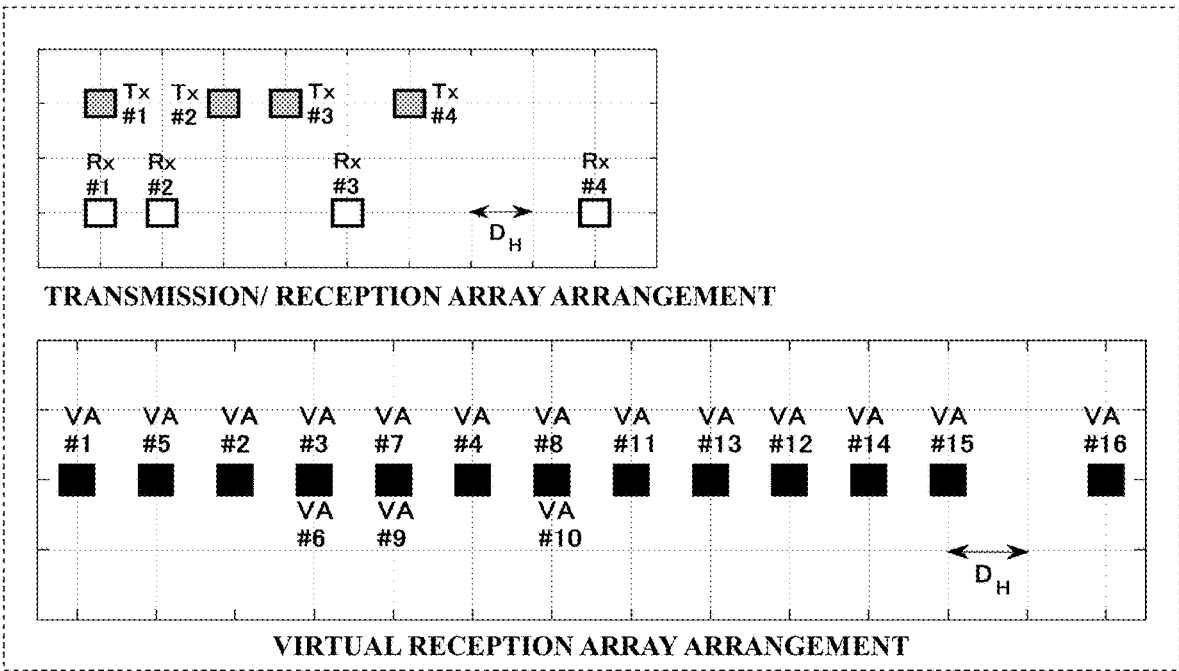 Tx Tx Tx Tx
#1 #2 #3 #4
Rx Rx Rx Rx
#1 #2 #3 #4
D H
TRANSMISSION/ RECEPTION ARRAY ARRANGEMENT
VA VA VA VA VA VA VA VA VA VA VA VA VA
#1 #5 #2 #3 #7 #4 #8 #11 #13 #12 #14 #15 #16
VA VA VA
#6 #9 #10
D H
VIRTUAL RECEPTION ARRAY ARRANGEMENT